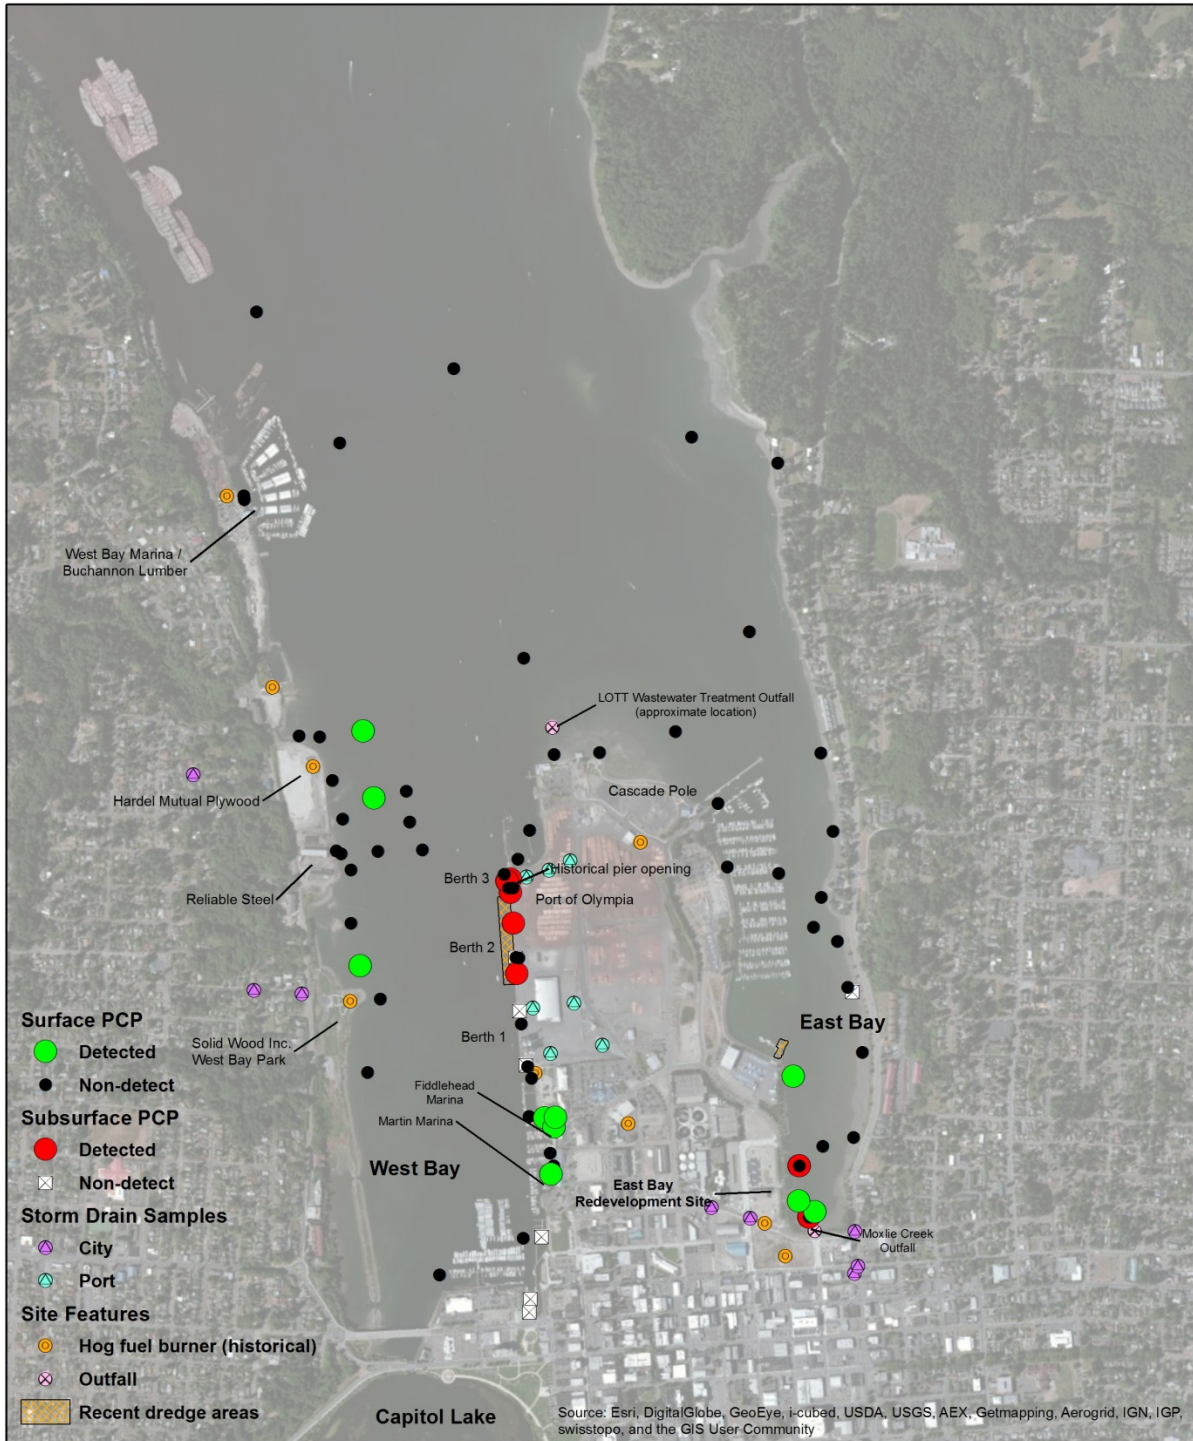 West Bay Marina /
Buchannon Lumber
LOTT Wastewater Treatment Outfall
(approximate location)
Hardel Mutual Plywood
Cascade Pole
Berth 3
Historical pier opening
Reliable Steel
Port of Olympia
Berth 2
East Bay
Berth 1
Solid Wood Inc.
West Bay Park
Fiddlehead
Marina
Martin Marina
West Bay
East Bay
Redevelopment Site
Moxlie Creek
Outfall
Surface PCP
Detected
Non-detect
Subsurface PCP
Detected
Non-detect
Storm Drain Samples
City
Port
Site Features
Hog fuel burner (historical)
Outfall
Recent dredge areas
Capitol Lake
Source: Esri, DigitalGlobe, GeoEye, i-cubed, USDA, USGS, AEX, Getmapping, Aerogrid, IGN, IGP,
swisstopo, and the GIS User Community